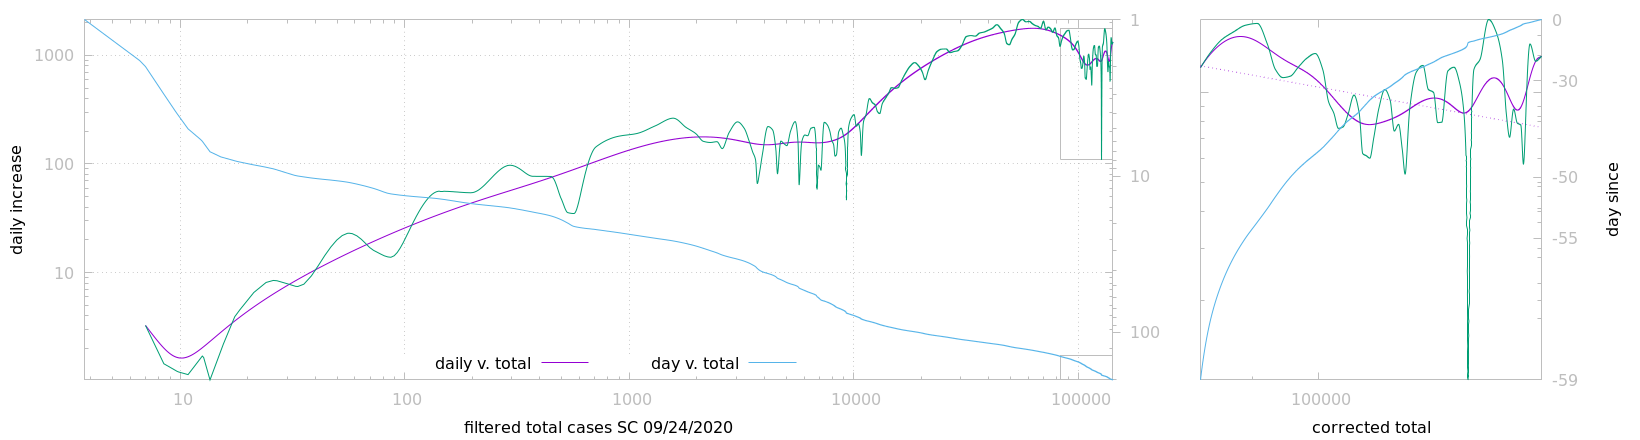 daily increase
1000
100
10
10
100
1000
10000
100000
filtered total cases SC 09/24/2020
daily v. total
day v. total
1
10
100
100000
corrected total
0
-30
-50
-55
-59
day since